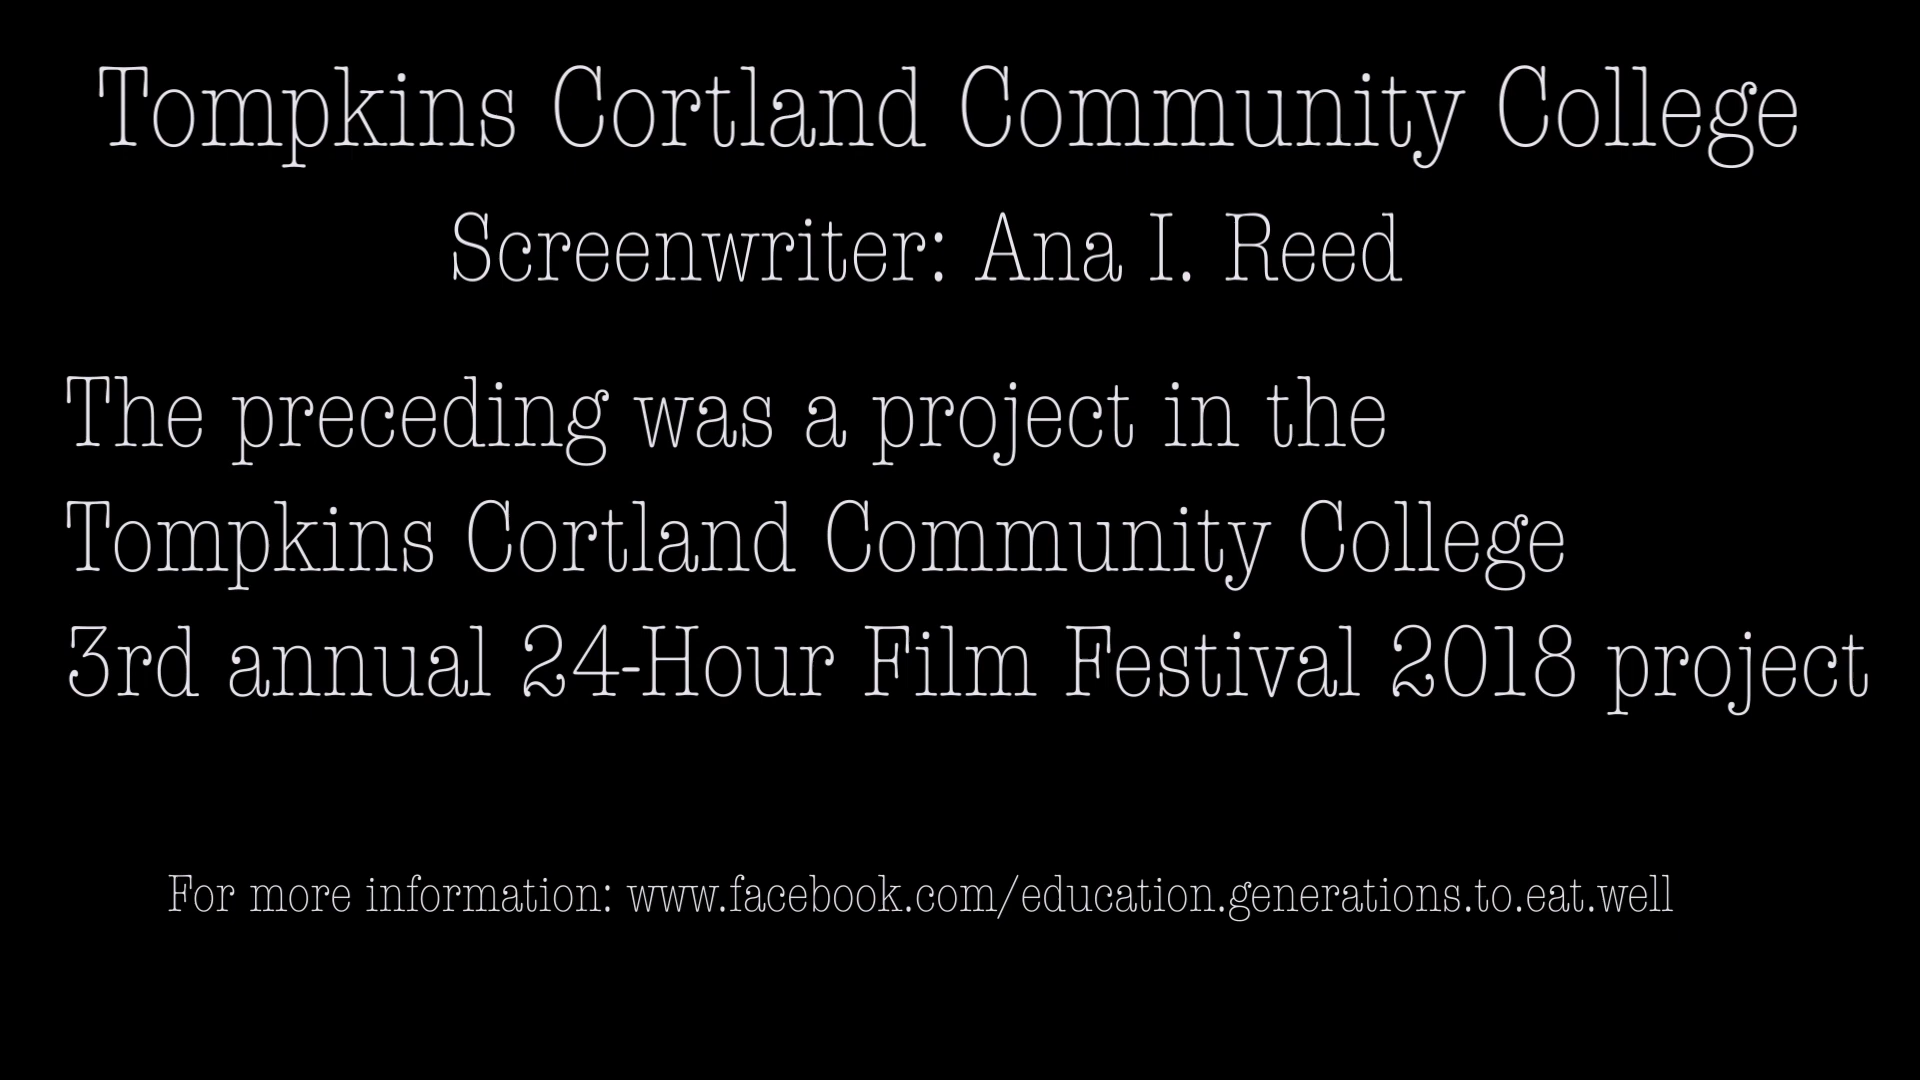 Tompkins Cortland Community College
Screenwriter: Ana I. Reed
The preceding was a project in the
Tompkins Cortland Community College
3rd annual 24-Hour Film Festival 2018 project
For more information: www.facebook.com/education.generations.to.eat.well